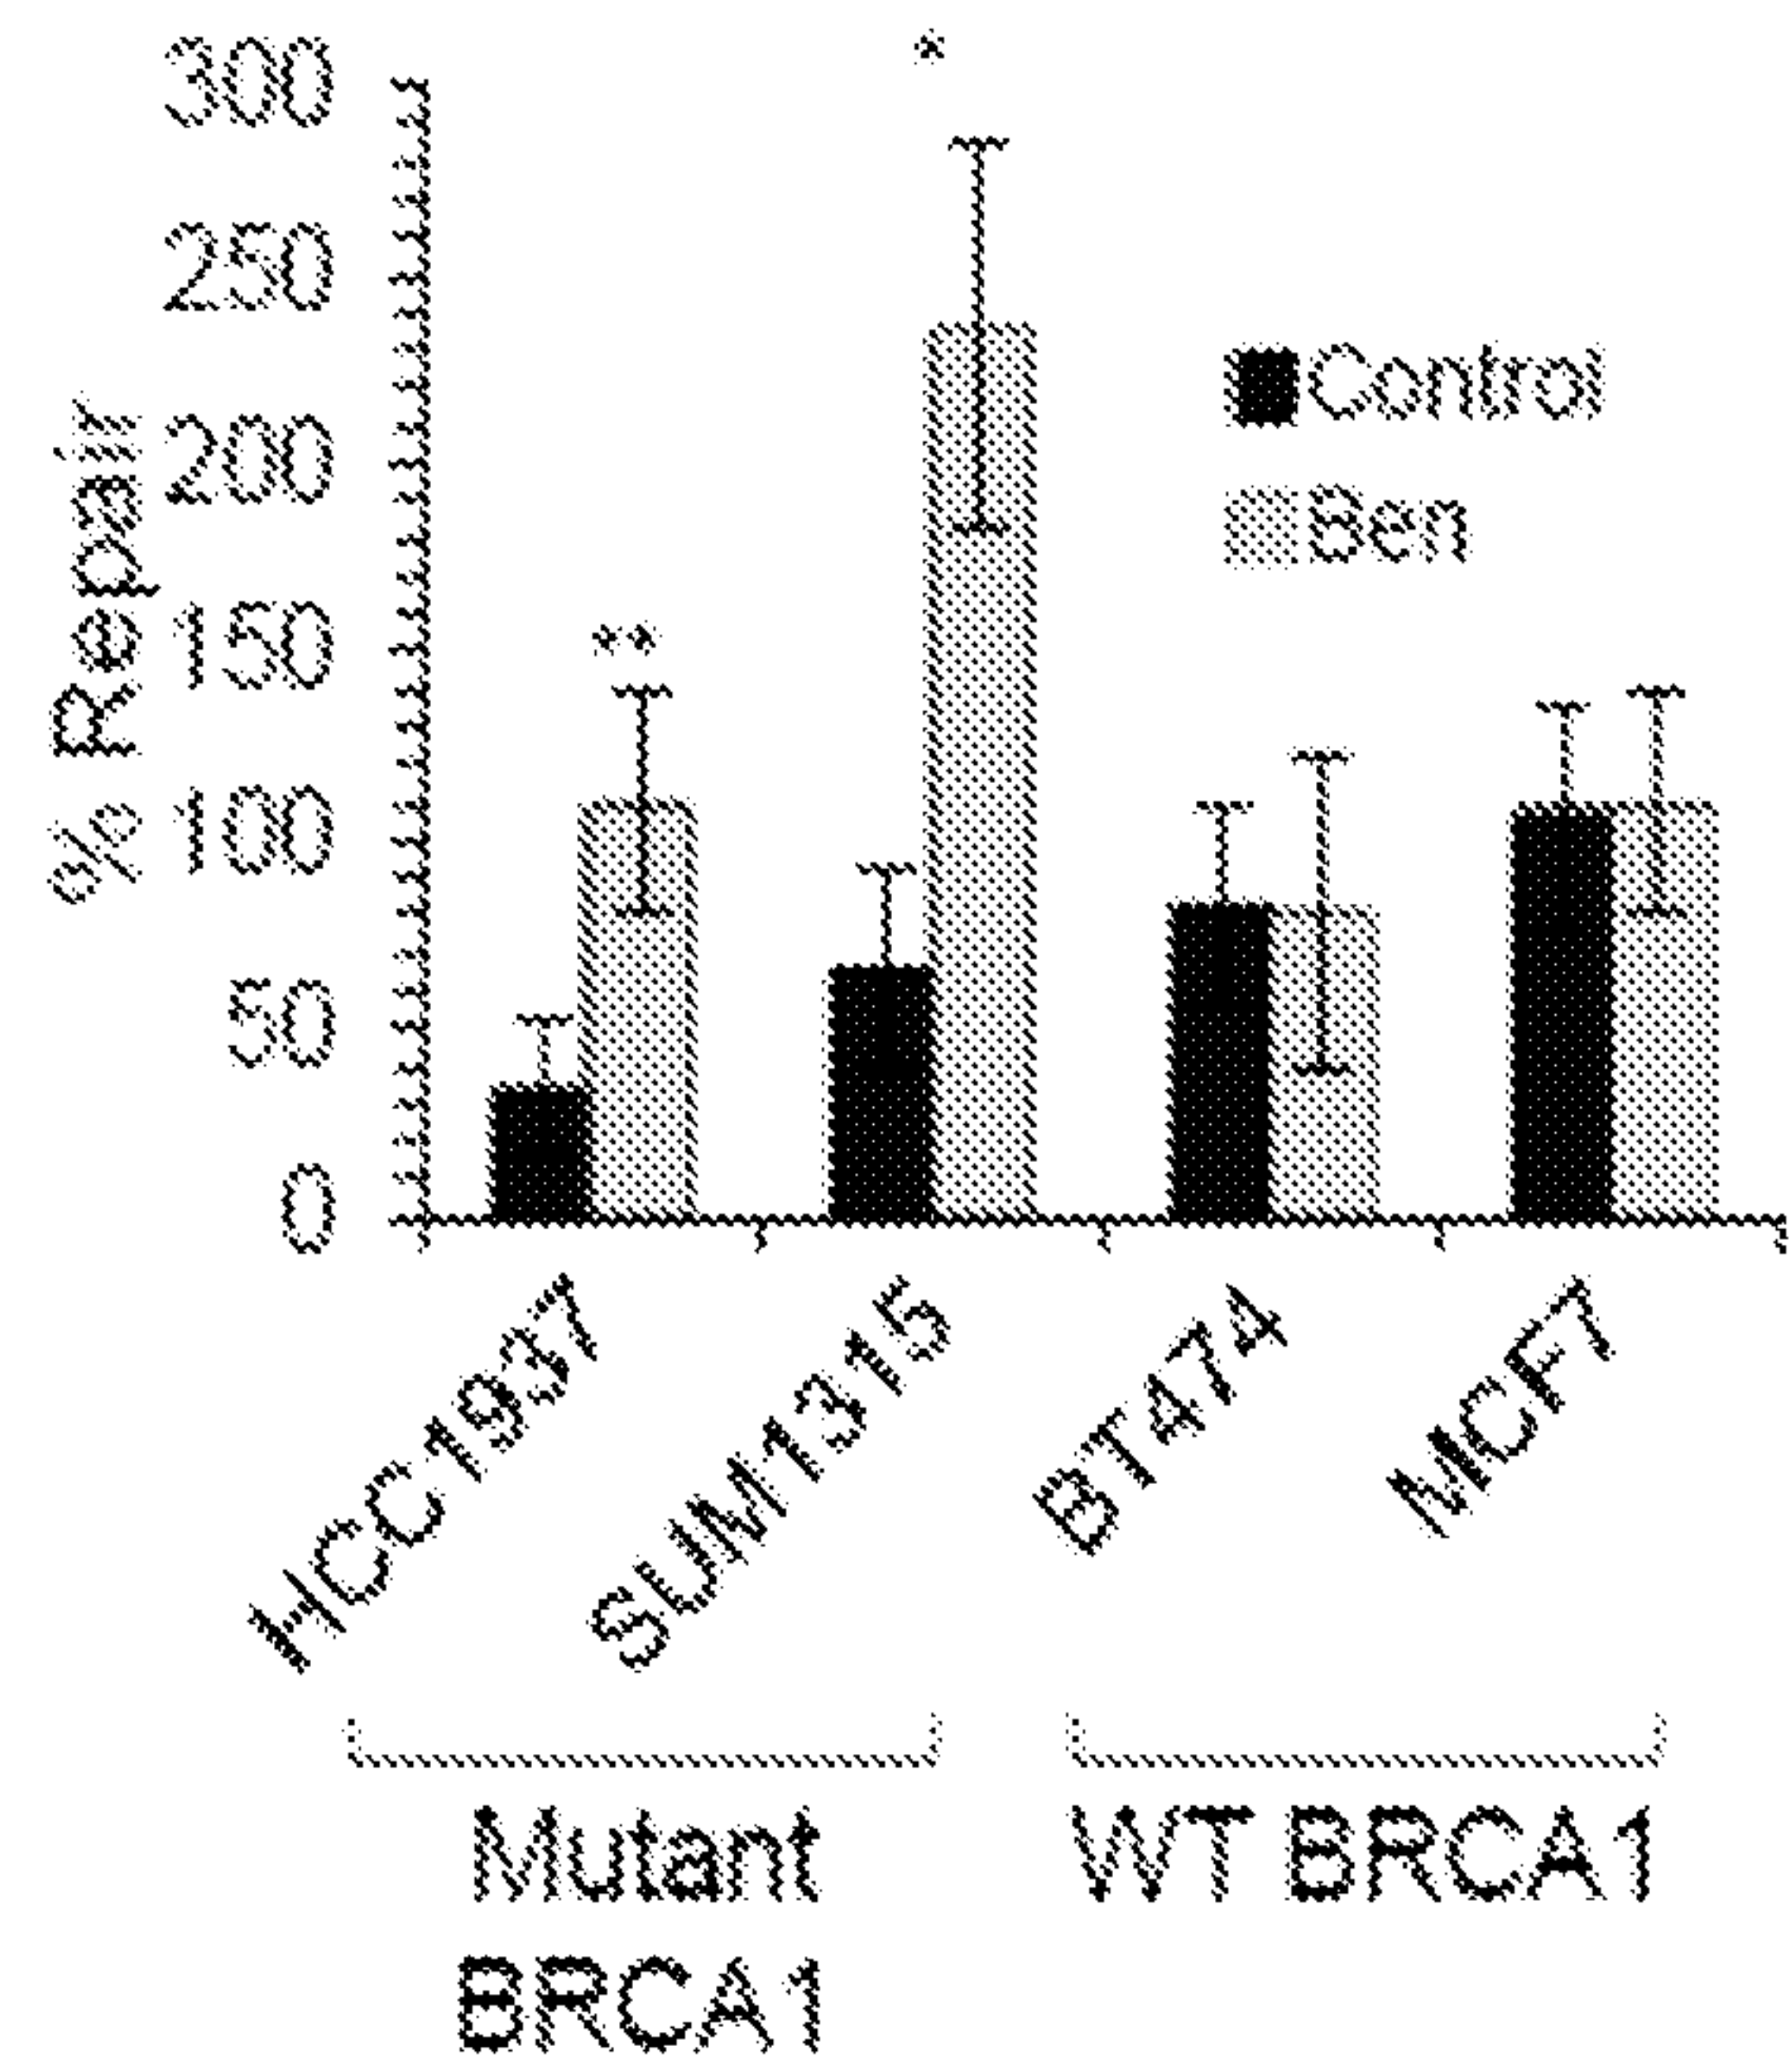 % Repair
300
250
200
150
100
50
0
*
**
Control
Ben
HCC1937
SUM1315
BT474
MCF7
Mutant
BRCA1
WT BRCA1